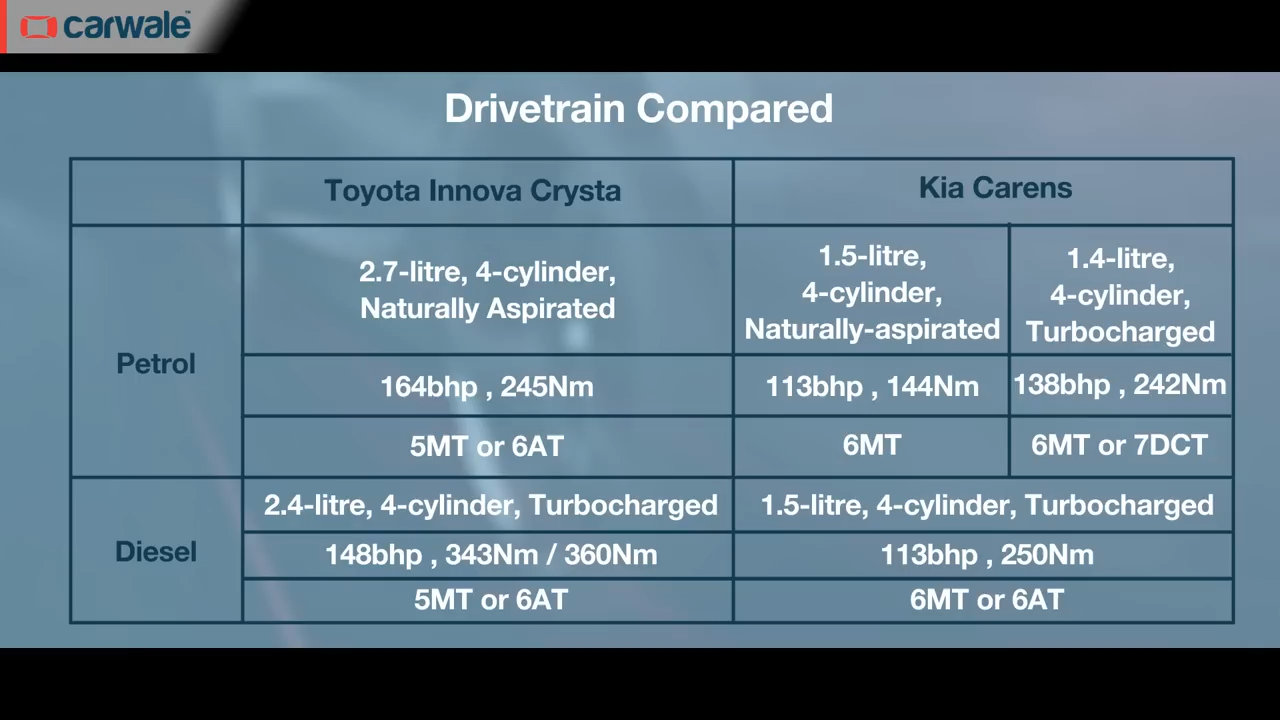 carwale™
Drivetrain Compared
Toyota Innova Crysta
Kia Carens
Petrol
2.7-litre, 4-cylinder,
Naturally Aspirated
1.5-litre,
4-cylinder,
Naturally-aspirated
1.4-litre,
4-cylinder,
Turbocharged
164bhp , 245Nm
113bhp , 144Nm
138bhp , 242Nm
5MT or 6AT
6MT
6MT or 7DCT
Diesel
2.4-litre, 4-cylinder, Turbocharged
1.5-litre, 4-cylinder, Turbocharged
148bhp , 343Nm / 360Nm
113bhp , 250Nm
5MT or 6AT
6MT or 6AT